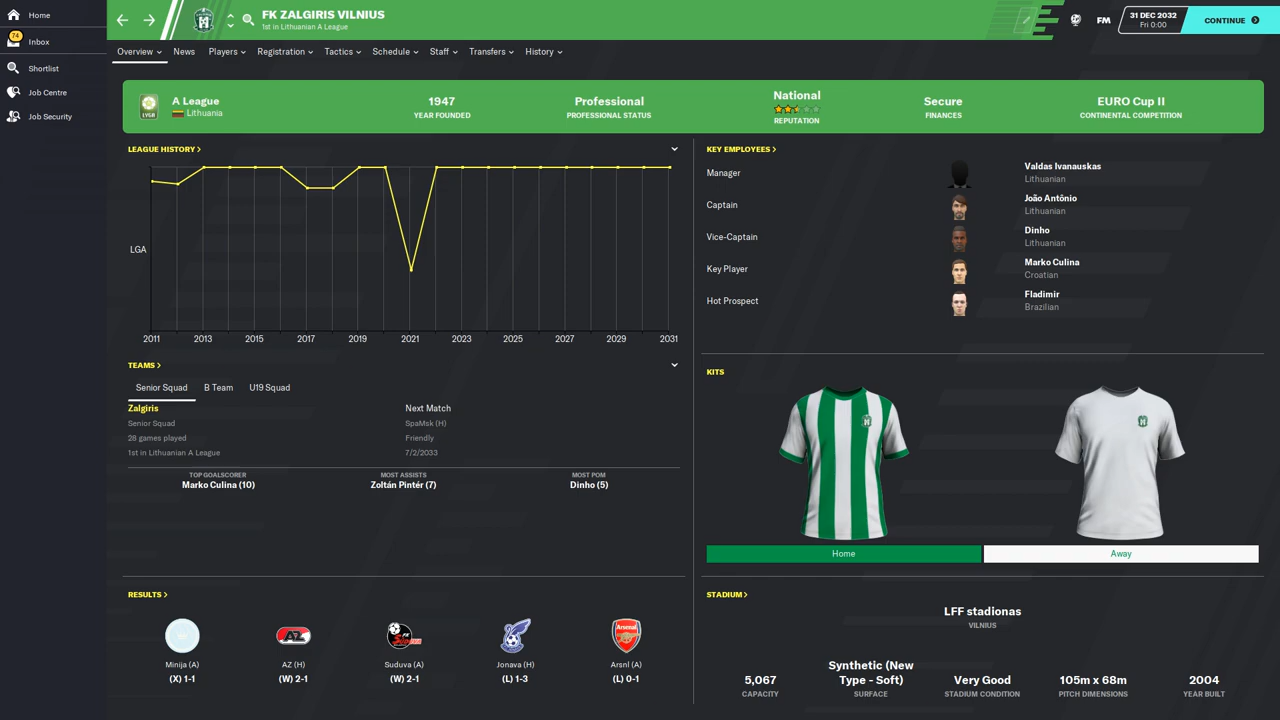 Home
74
Inbox
Shortlist
Job Centre
Job Security
FK ZALGIRIS VILNIUS
1st in Lithuanian A League
FM
31 DEC 2032
Fri 0:00
CONTINUE
Overview
News
Players
Registration
Tactics
Schedule
Staff
Transfers
History
A League
Lithuania
1947
YEAR FOUNDED
Professional
PROFESSIONAL STATUS
National
REPUTATION
Secure
FINANCES
EURO Cup II
CONTINENTAL COMPETITION
LEAGUE HISTORY
LGA
2011 2013 2015 2017 2019 2021 2023 2025 2027 2029 2031
TEAMS
Senior Squad B Team U19 Squad
Zalgiris
Senior Squad
28 games played
1st in Lithuanian A League
Next Match
SpaMsk (H)
Friendly
7/2/2033
TOP GOALSCORER
Marko Culina (10)
MOST ASSISTS
Zoltán Pintér (7)
MOST POM
Dinho (5)
RESULTS
Minija (A)
(X) 1-1
AZ
AZ (H)
(W) 2-1
Suduva (A)
(W) 2-1
Jonava (H)
(L) 1-3
Arsenal
Arsnl (A)
(L) 0-1
KEY EMPLOYEES
Manager
Valdas Ivanauskas
Lithuanian
Captain
João Antônio
Lithuanian
Vice-Captain
Dinho
Lithuanian
Key Player
Marko Culina
Croatian
Hot Prospect
Fladimir
Brazilian
KITS
Home
Away
STADIUM
LFF stadionas
VILNIUS
5,067
CAPACITY
Synthetic (New
Type - Soft)
SURFACE
Very Good
STADIUM CONDITION
105m x 68m
PITCH DIMENSIONS
2004
YEAR BUILT